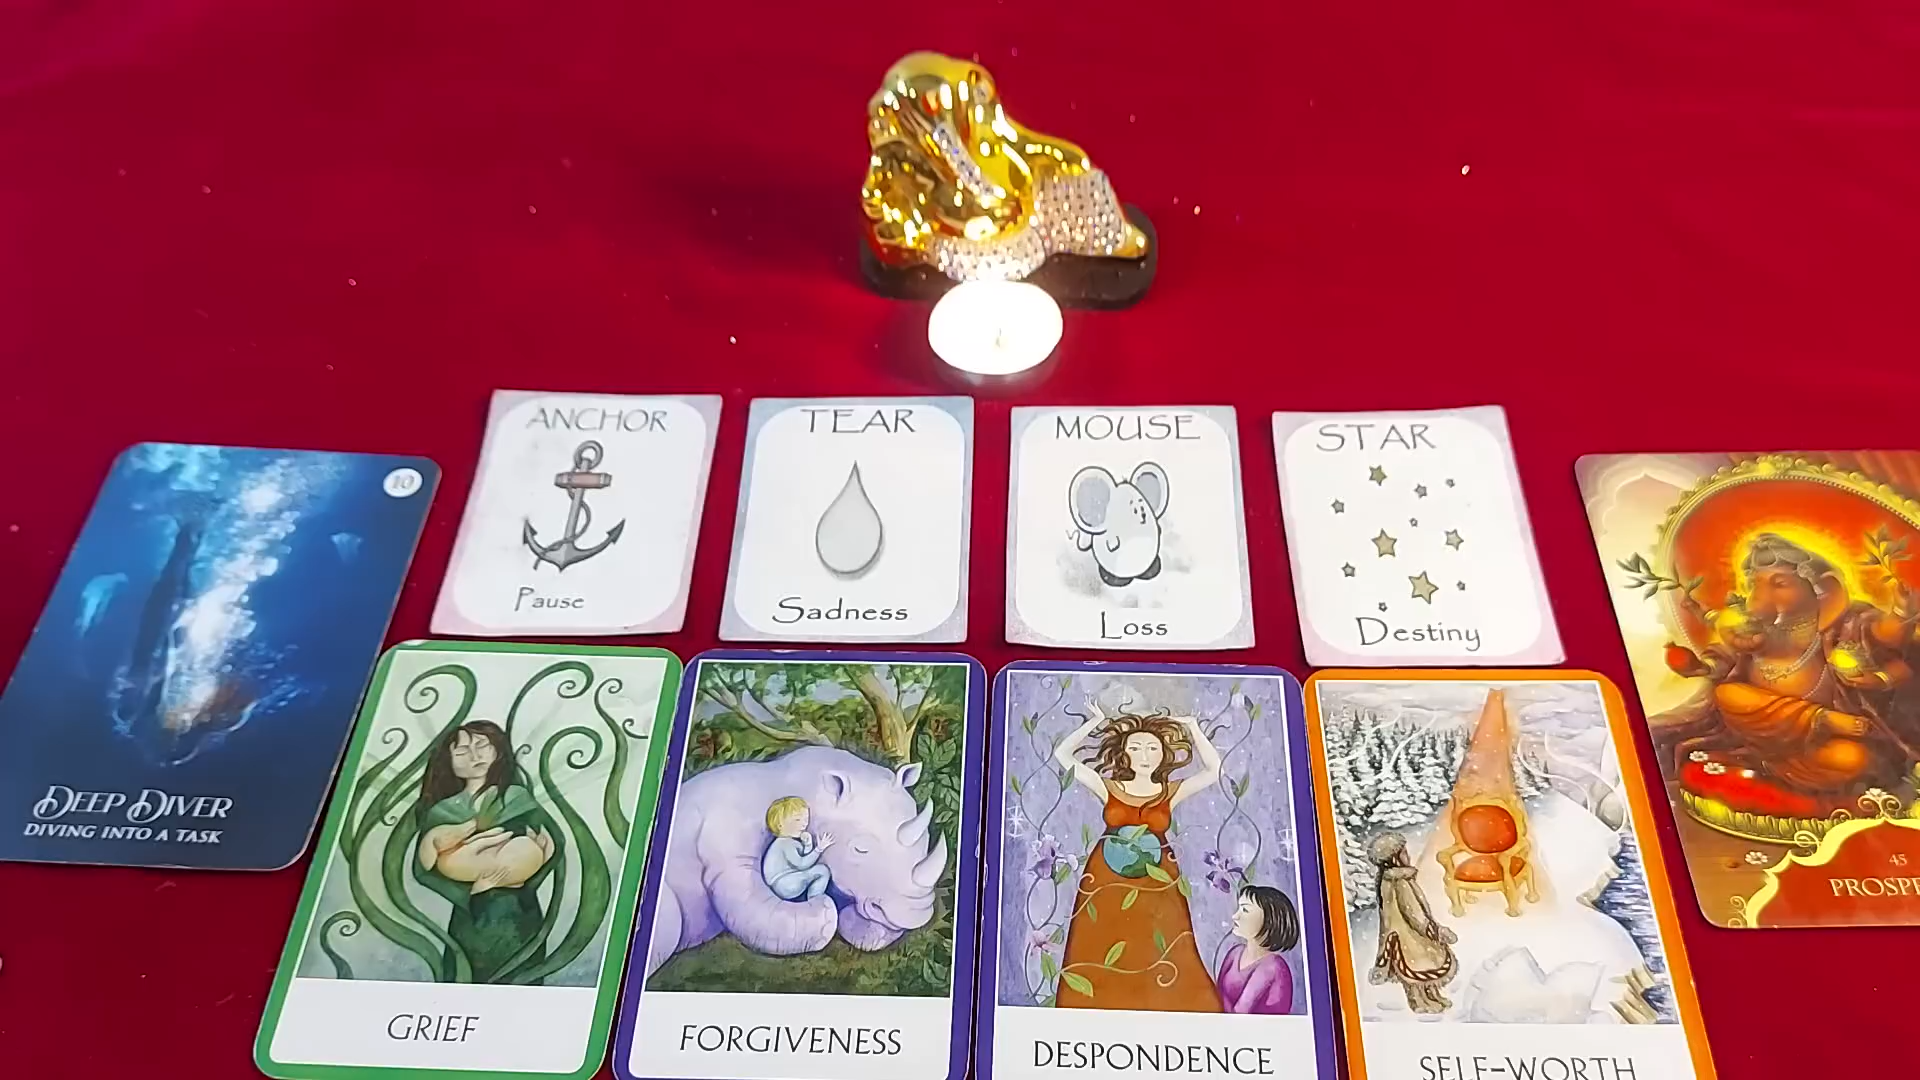 ANCHOR
Pause
TEAR
Sadness
MOUSE
Loss
STAR
Destiny
10
DEEP DIVER
DIVING INTO A TASK
45
GRIEF
FORGIVENESS
DESPONDENCE
SELF-WORTH